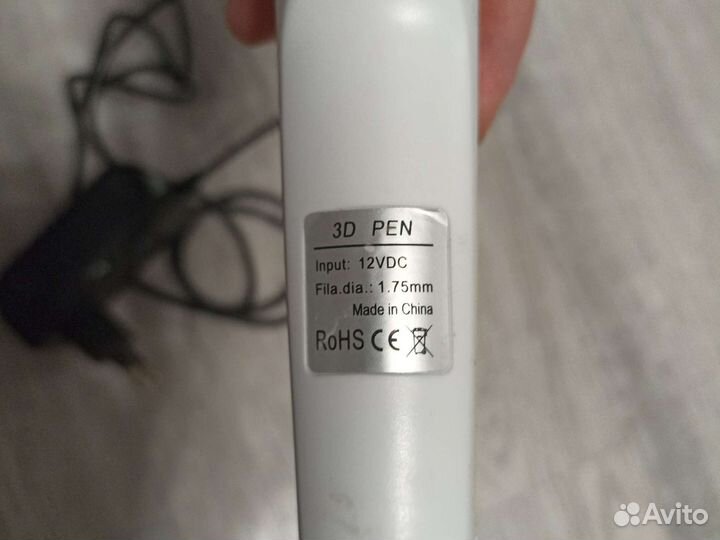 3D PEN
Input: 12VDC
Fila.dia.: 1.75mm
Made in China
RoHS CE
Avito